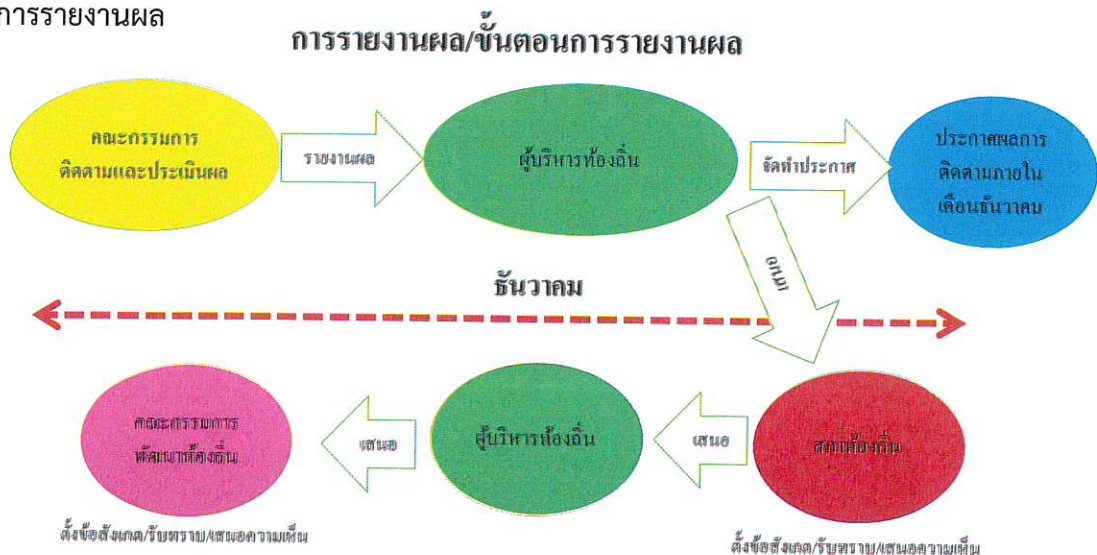 การรายงานผล
การรายงานผล/ขั้นตอนการรายงานผล
คณะกรรมการ
ติดตามและประเมินผล
รายงานผล
ผู้บริหารท้องถิ่น
จัดทำประกาศ
ประกาศผลการ
ติดตามภายใน
เดือนธันวาคม
เสนอ
ธันวาคม
คณะกรรมการ
พัฒนาท้องถิ่น
เสนอ
ผู้บริหารท้องถิ่น
เสนอ
สภาท้องถิ่น
ตั้งข้อสังเกต/รับทราบ/เสนอความเห็น
ตั้งข้อสังเกต/รับทราบ/เสนอความเห็น